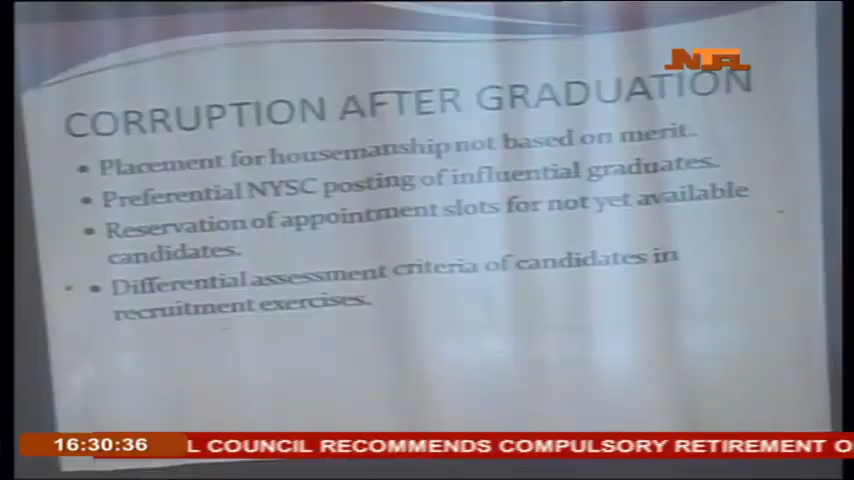 NTA
CORRUPTION AFTER GRADUATION
• Placement for housemanship not based on merit.
• Preferential NYSC posting of influential graduates.
• Reservation of appointment slots for not yet available
candidates.
• Differential assessment criteria of candidates in
recruitment exercises.
16:30:36 L COUNCIL RECOMMENDS COMPULSORY RETIREMENT O